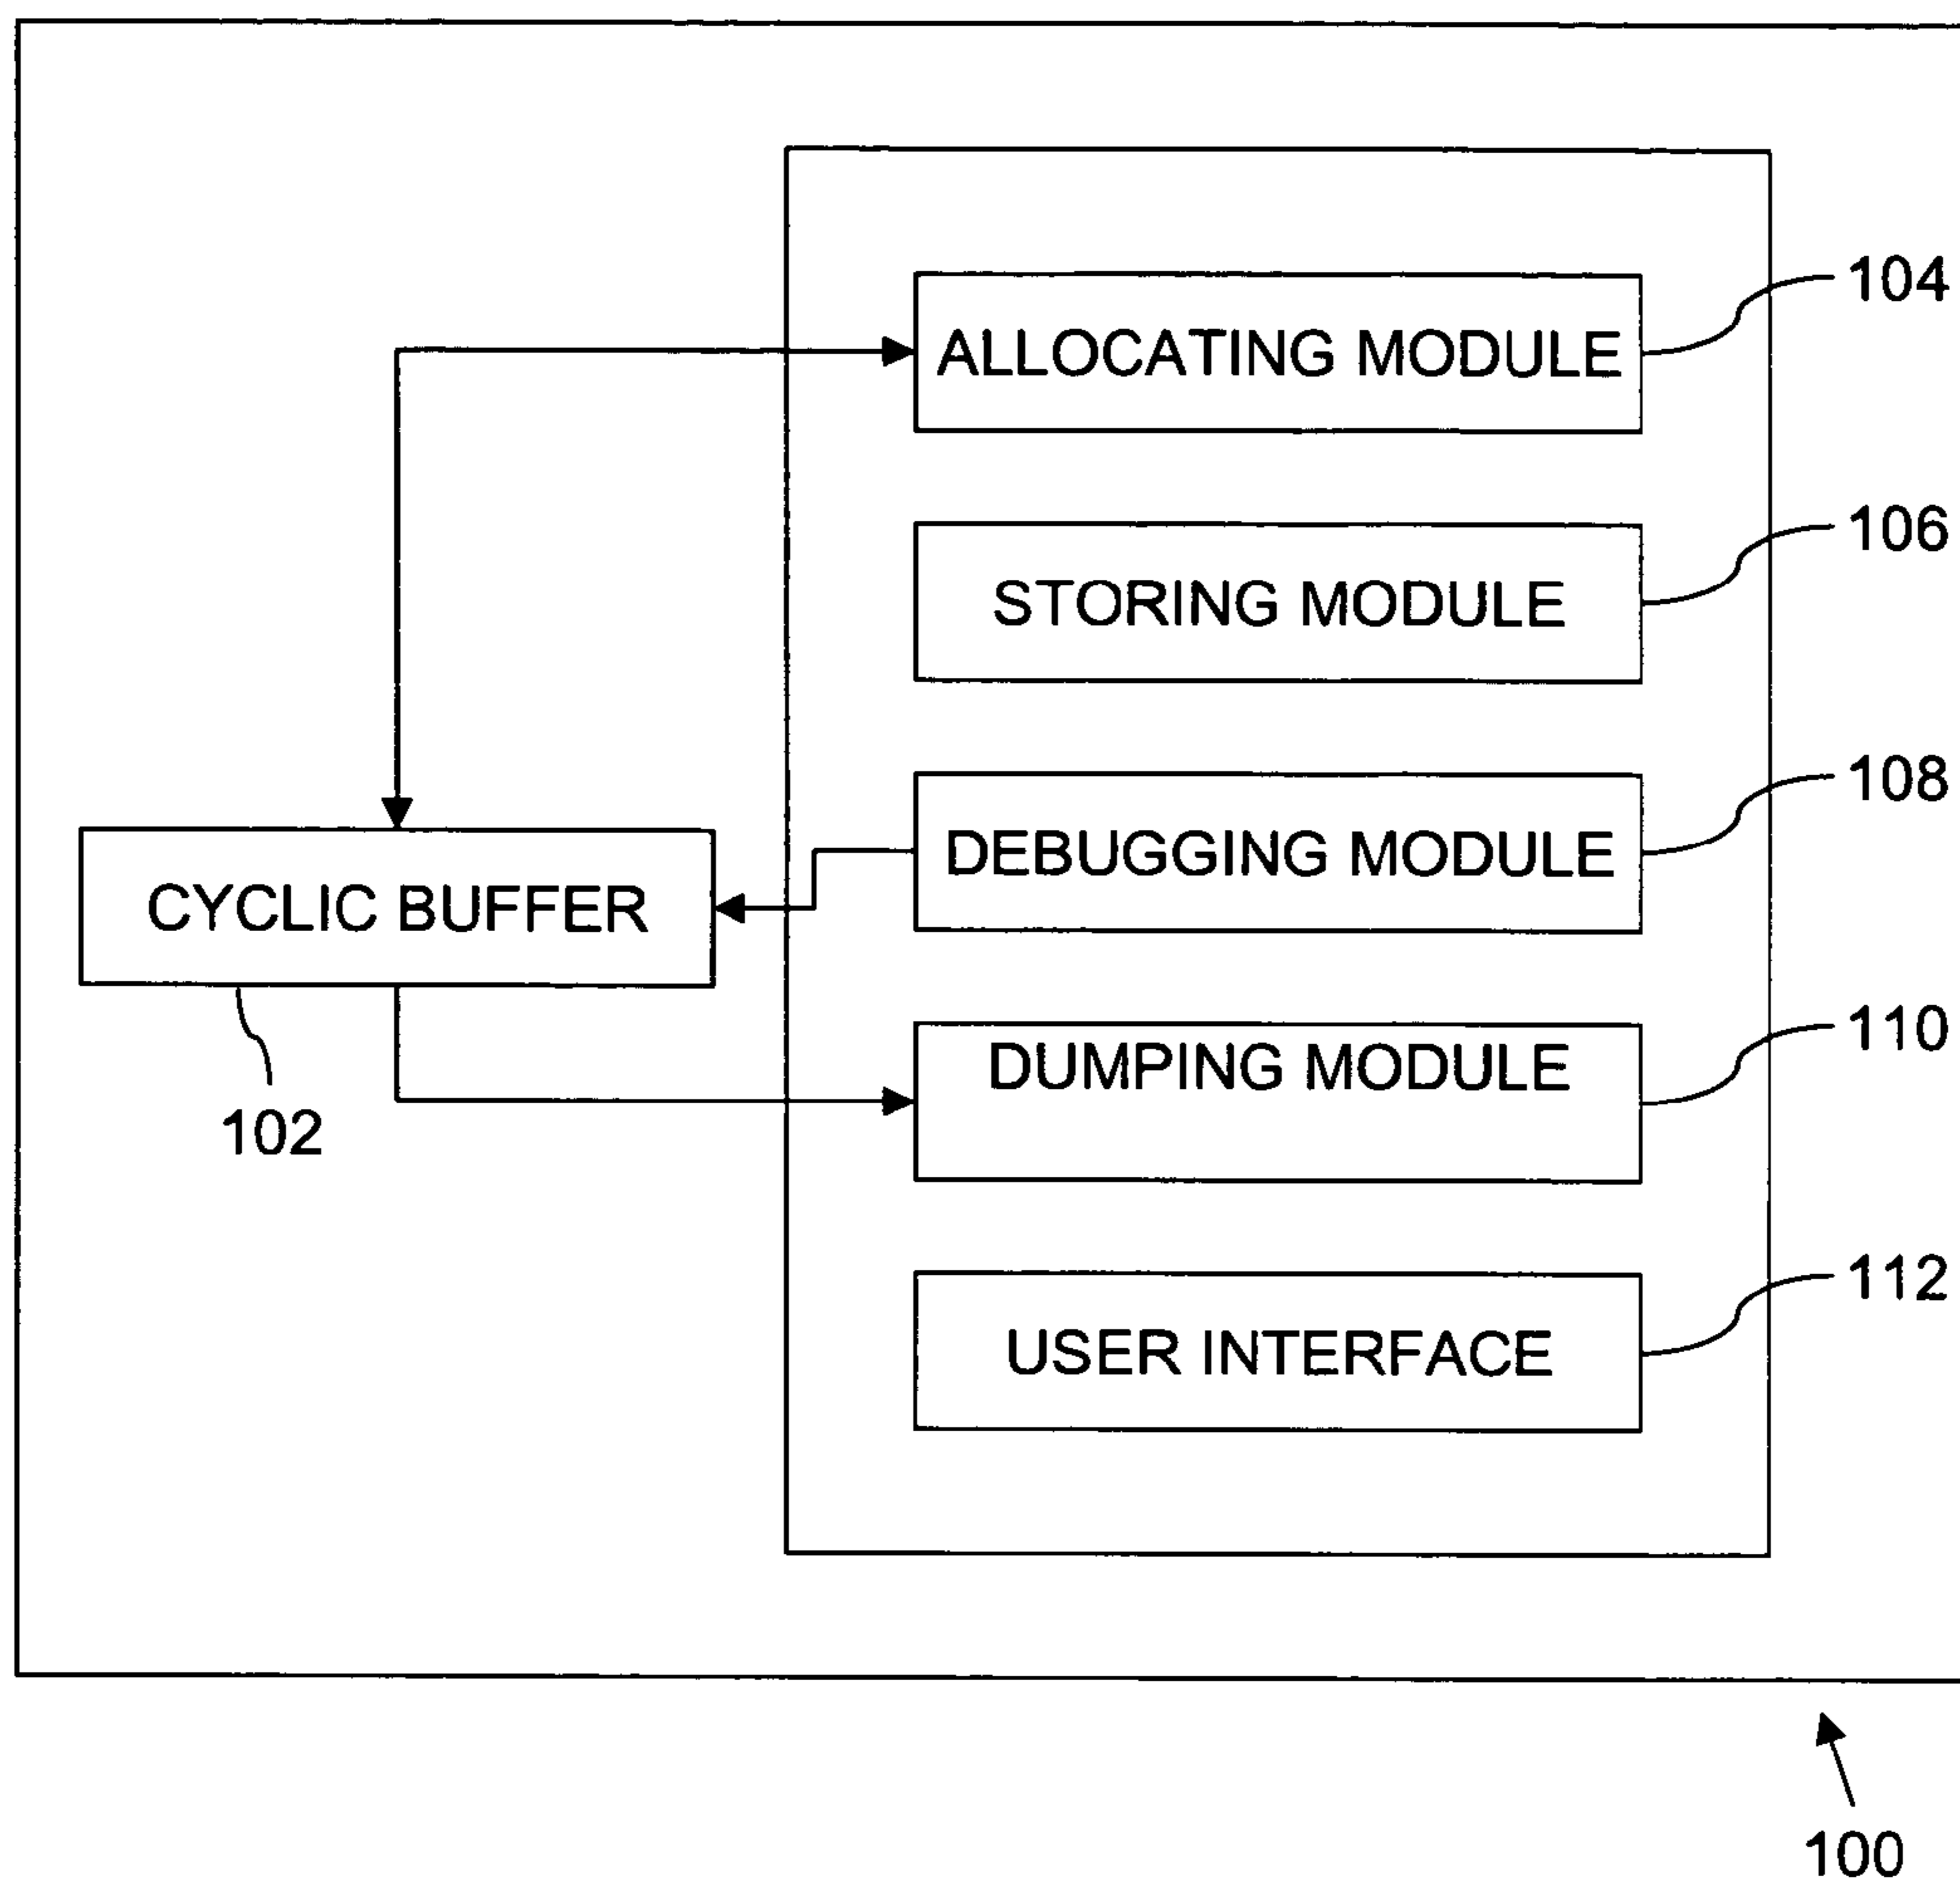 104
ALLOCATING MODULE
106
STORING MODULE
108
DEBUGGING MODULE
CYCLIC BUFFER
110
DUMPING MODULE
102
112
USER INTERFACE
100